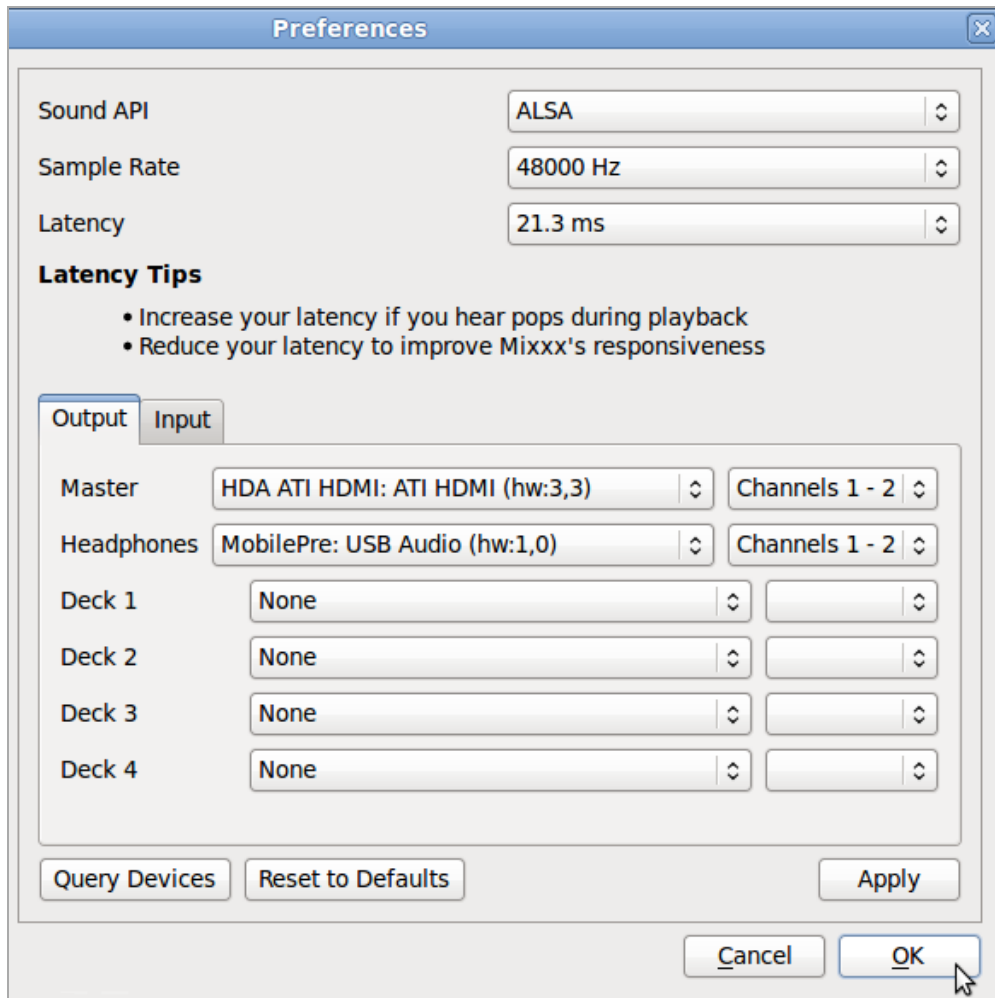 Preferences
Sound API ALSA
Sample Rate 48000 Hz
Latency 21.3 ms
Latency Tips
• Increase your latency if you hear pops during playback
• Reduce your latency to improve Mixxx's responsiveness
Output Input
Master HDA ATI HDMI: ATI HDMI (hw:3,3) Channels 1 - 2
Headphones MobilePre: USB Audio (hw:1,0) Channels 1 - 2
Deck 1 None
Deck 2 None
Deck 3 None
Deck 4 None
Query Devices Reset to Defaults Apply
Cancel OK